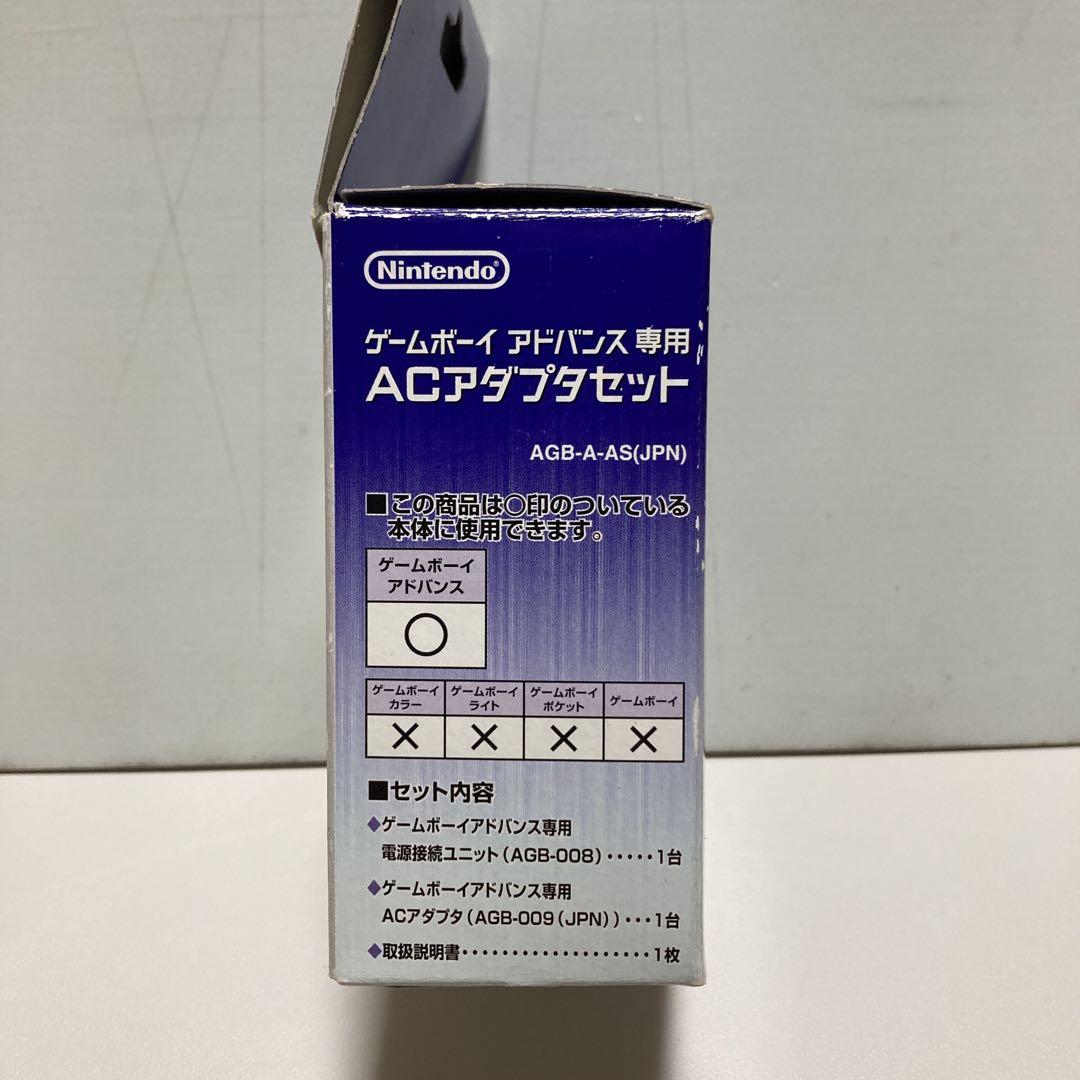 Nintendo®
ゲームボーイ アドバンス 専用
ACアダプタセット
AGB-A-AS(JPN)
■この商品は○印のついている
本体に使用できます。
ゲームボーイ
アドバンス
○
ゲームボーイ
カラー
ゲームボーイ
ライト
ゲームボーイ
ポケット
ゲームボーイ
× × × ×
■セット内容
◆ゲームボーイアドバンス専用
電源接続ユニット(AGB-008)・・・・・1台
◆ゲームボーイアドバンス専用
ACアダプタ(AGB-009(JPN))・・・1台
◆取扱説明書・・・・・・・・・・・・・・・・・・・1枚